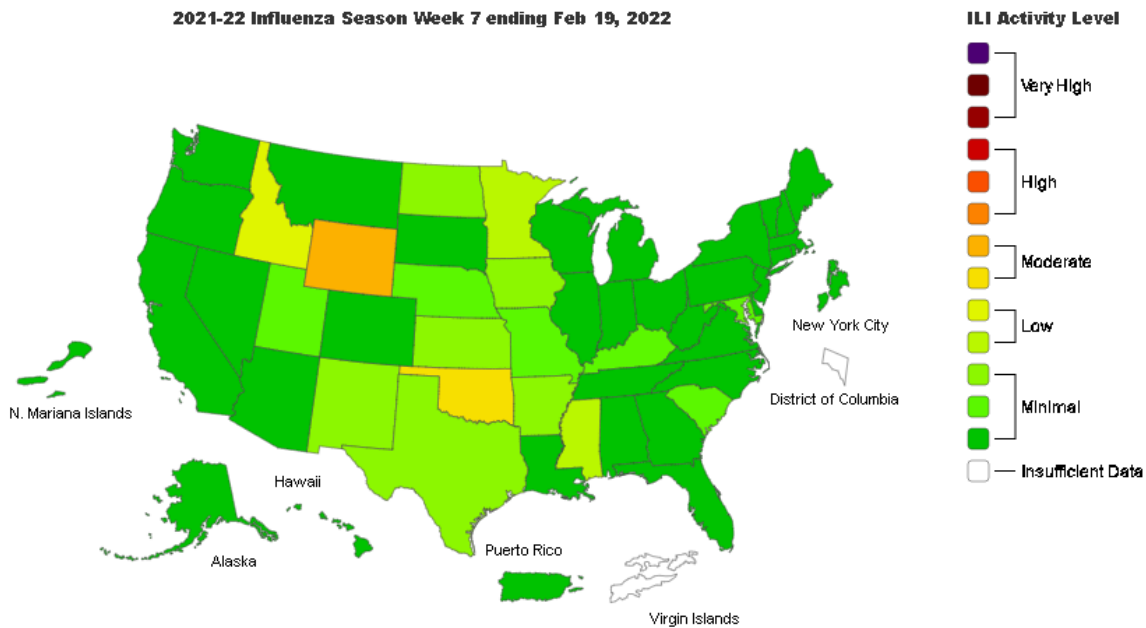 2021-22 Influenza Season Week 7 ending Feb 19, 2022
ILI Activity Level
Very High
High
Moderate
Low
Minimal
Insufficient Data
New York City
District of Columbia
N. Mariana Islands
Hawaii
Alaska
Puerto Rico
Virgin Islands